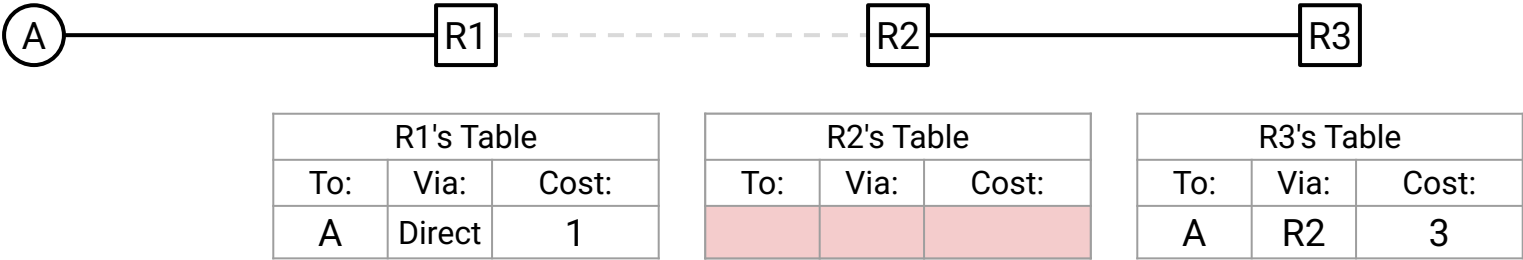 A R1 R2 R3
R1's Table R2's Table R3's Table
To: Via: Cost: To: Via: Cost: To: Via: Cost:
A Direct 1 A R2 3